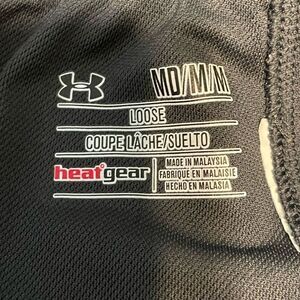 MD/M/M
LOOSE
COUPE LÂCHE/SUELTO
heatgear
MADE IN MALAYSIA
FABRIQUÉ EN MALAISIE
HECHO EN MALASIA